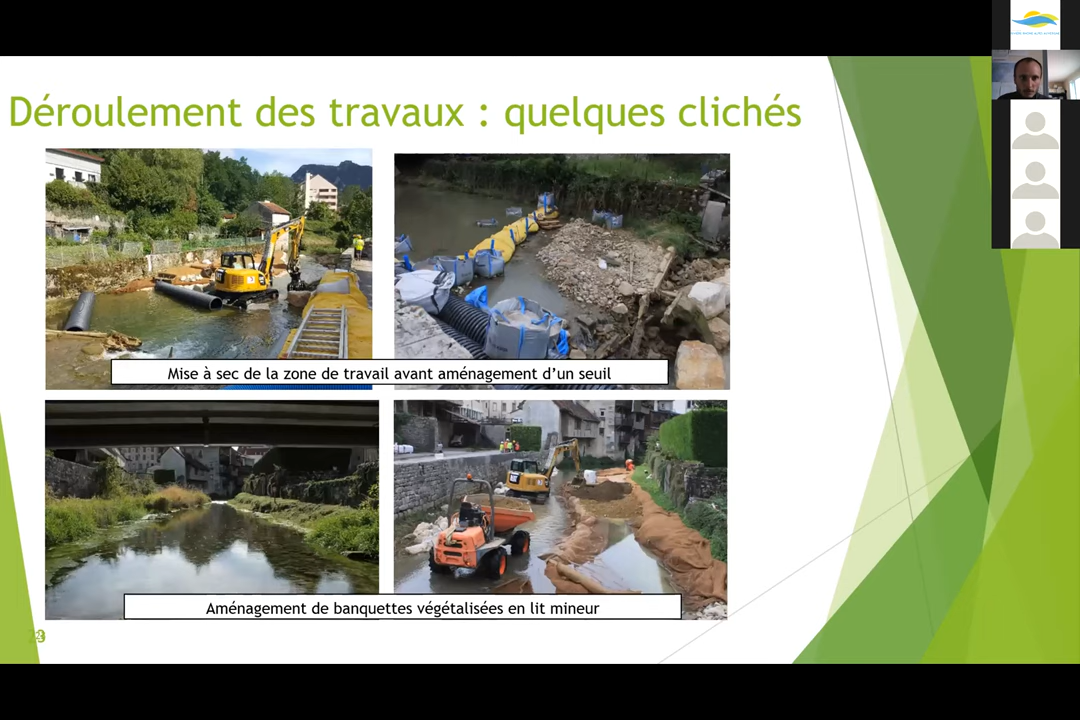 Déroulement des travaux : quelques clichés
Mise à sec de la zone de travail avant aménagement d’un seuil
Aménagement de banquettes végétalisées en lit mineur